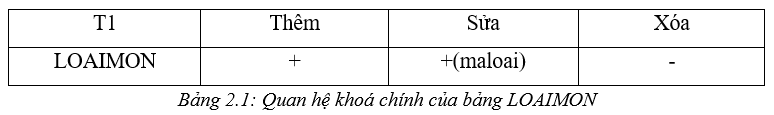 T1 Thêm Sửa Xóa
LOAIMON + +(maloai) -
Bảng 2.1: Quan hệ khoá chính của bảng LOAIMON